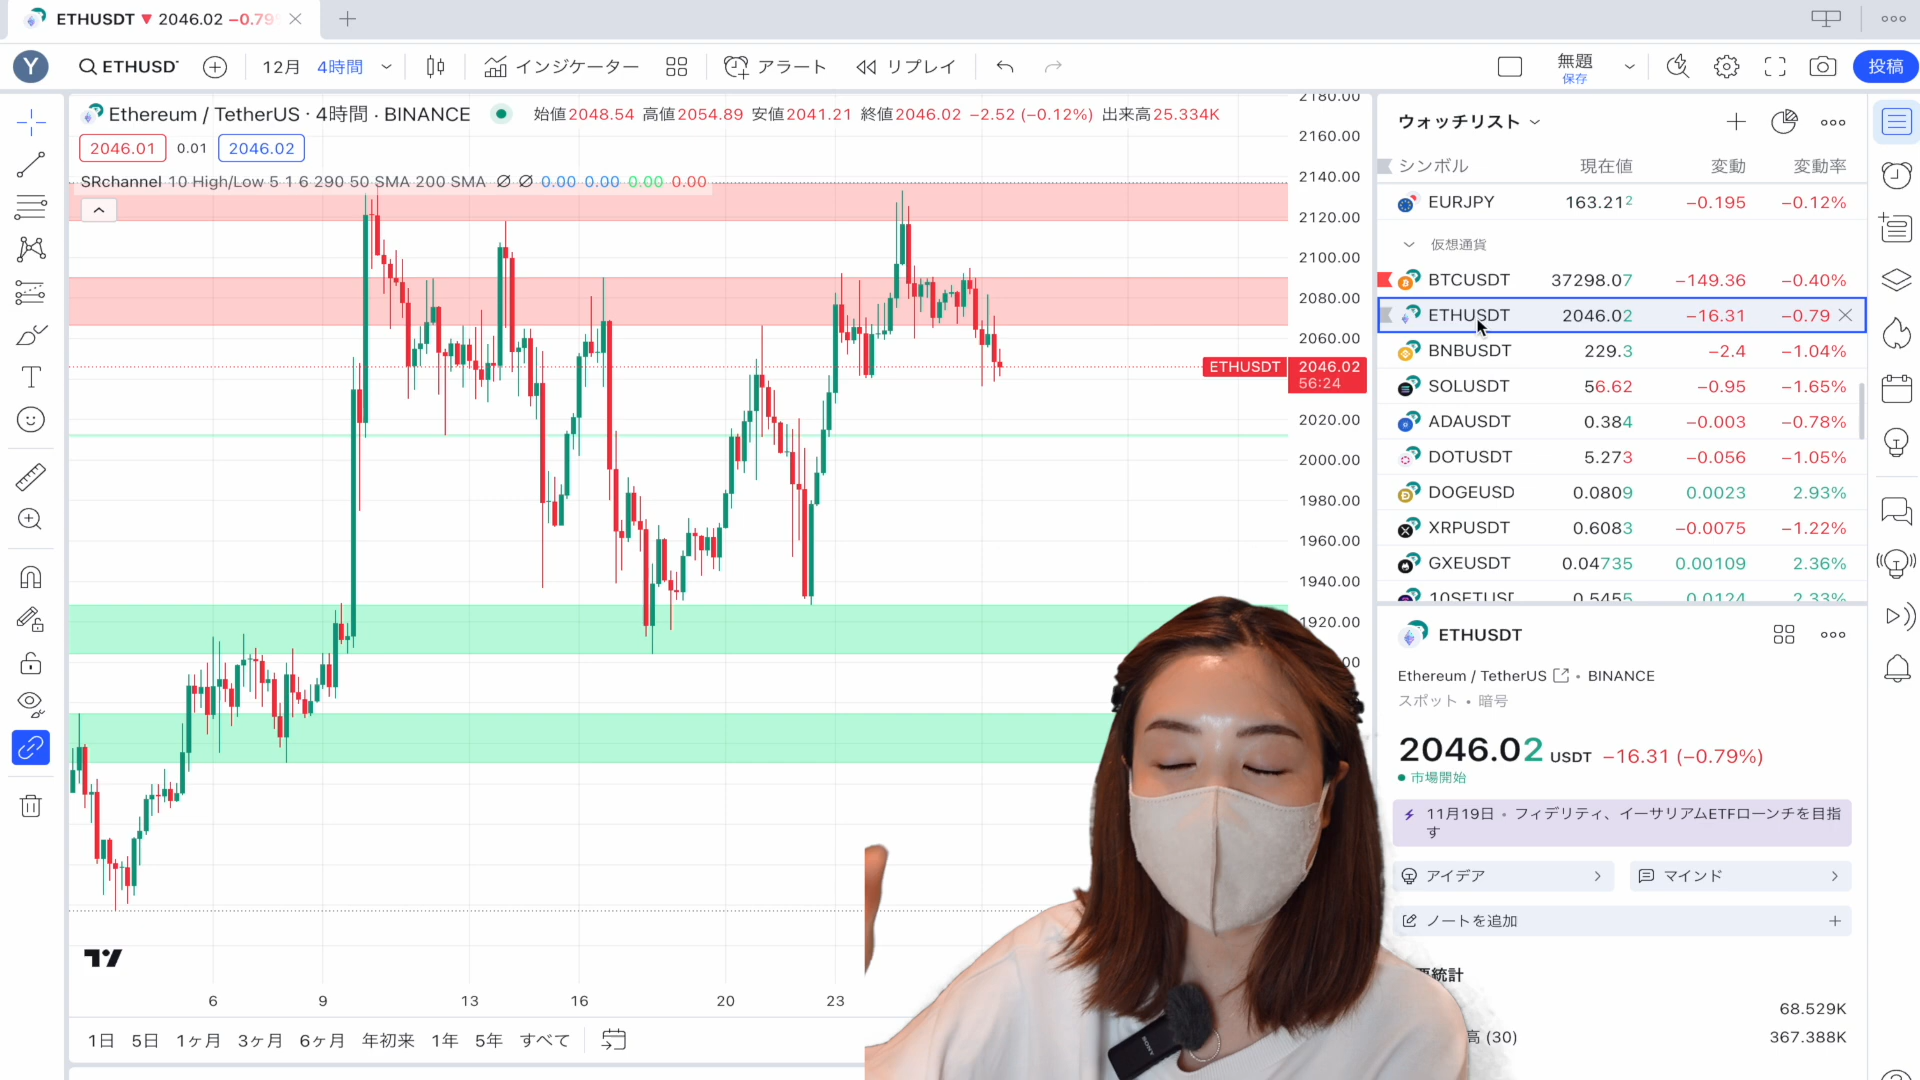 ETHUSDT ▼ 2046.02 −0.79
Y
ETHUSD
12月
4時間
インジケーター
アラート
リプレイ
無題
保存
投稿
Ethereum / TetherUS · 4時間 · BINANCE
始値2048.54 高値2054.89 安値2041.21 終値2046.02 −2.52 (−0.12%) 出来高25.334K
2046.01
0.01
2046.02
SRchannel 10 High/Low 5 1 6 290 50 SMA 200 SMA ∅ ∅ 0.00 0.00 0.00 0.00
2180.00
2160.00
2140.00
2120.00
2100.00
2080.00
2060.00
ETHUSDT
2046.02
56:24
2020.00
2000.00
1980.00
1960.00
1940.00
1920.00
6
9
13
16
20
23
1日
5日
1ヶ月
3ヶ月
6ヶ月
年初来
1年
5年
すべて
ウォッチリスト
シンボル 現在値 変動 変動率
EURJPY 163.212 −0.195 −0.12%
仮想通貨
BTCUSDT 37298.07 −149.36 −0.40%
ETHUSDT 2046.02 −16.31 −0.79
BNBUSDT 229.3 −2.4 −1.04%
SOLUSDT 56.62 −0.95 −1.65%
ADAUSDT 0.384 −0.003 −0.78%
DOTUSDT 5.273 −0.056 −1.05%
DOGEUSD 0.0809 0.0023 2.93%
XRPUSDT 0.6083 −0.0075 −1.22%
GXEUSDT 0.04735 0.00109 2.36%
10SETUSD 0.5455 0.0124 2.33%
ETHUSDT
Ethereum / TetherUS • BINANCE
スポット • 暗号
2046.02 USDT −16.31 (−0.79%)
市場開始
11月19日 • フィデリティ、イーサリアムETFローンチを目指
す
アイデア
マインド
ノートを追加
統計
68.529K
高 (30)
367.388K
SONY